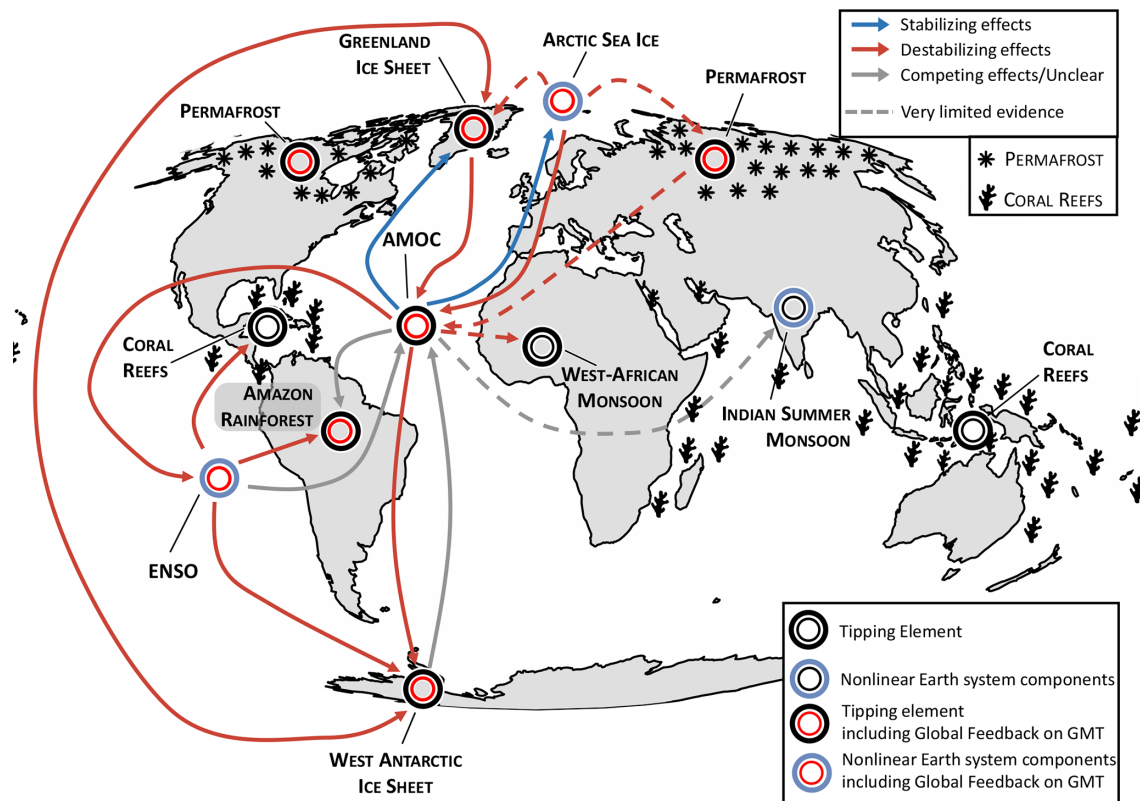 GREENLAND
ICE SHEET
ARCTIC SEA ICE
PERMAFROST
PERMAFROST
Stabilizing effects
Destabilizing effects
Competing effects/Unclear
Very limited evidence
PERMAFROST
CORAL REEFS
AMOC
CORAL
REEFS
AMAZON
RAINFOREST
WEST-AFRICAN
MONSOON
INDIAN SUMMER
MONSOON
CORAL
REEFS
ENSO
WEST ANTARCTIC
ICE SHEET
Tipping Element
Nonlinear Earth system components
Tipping element
including Global Feedback on GMT
Nonlinear Earth system components
including Global Feedback on GMT